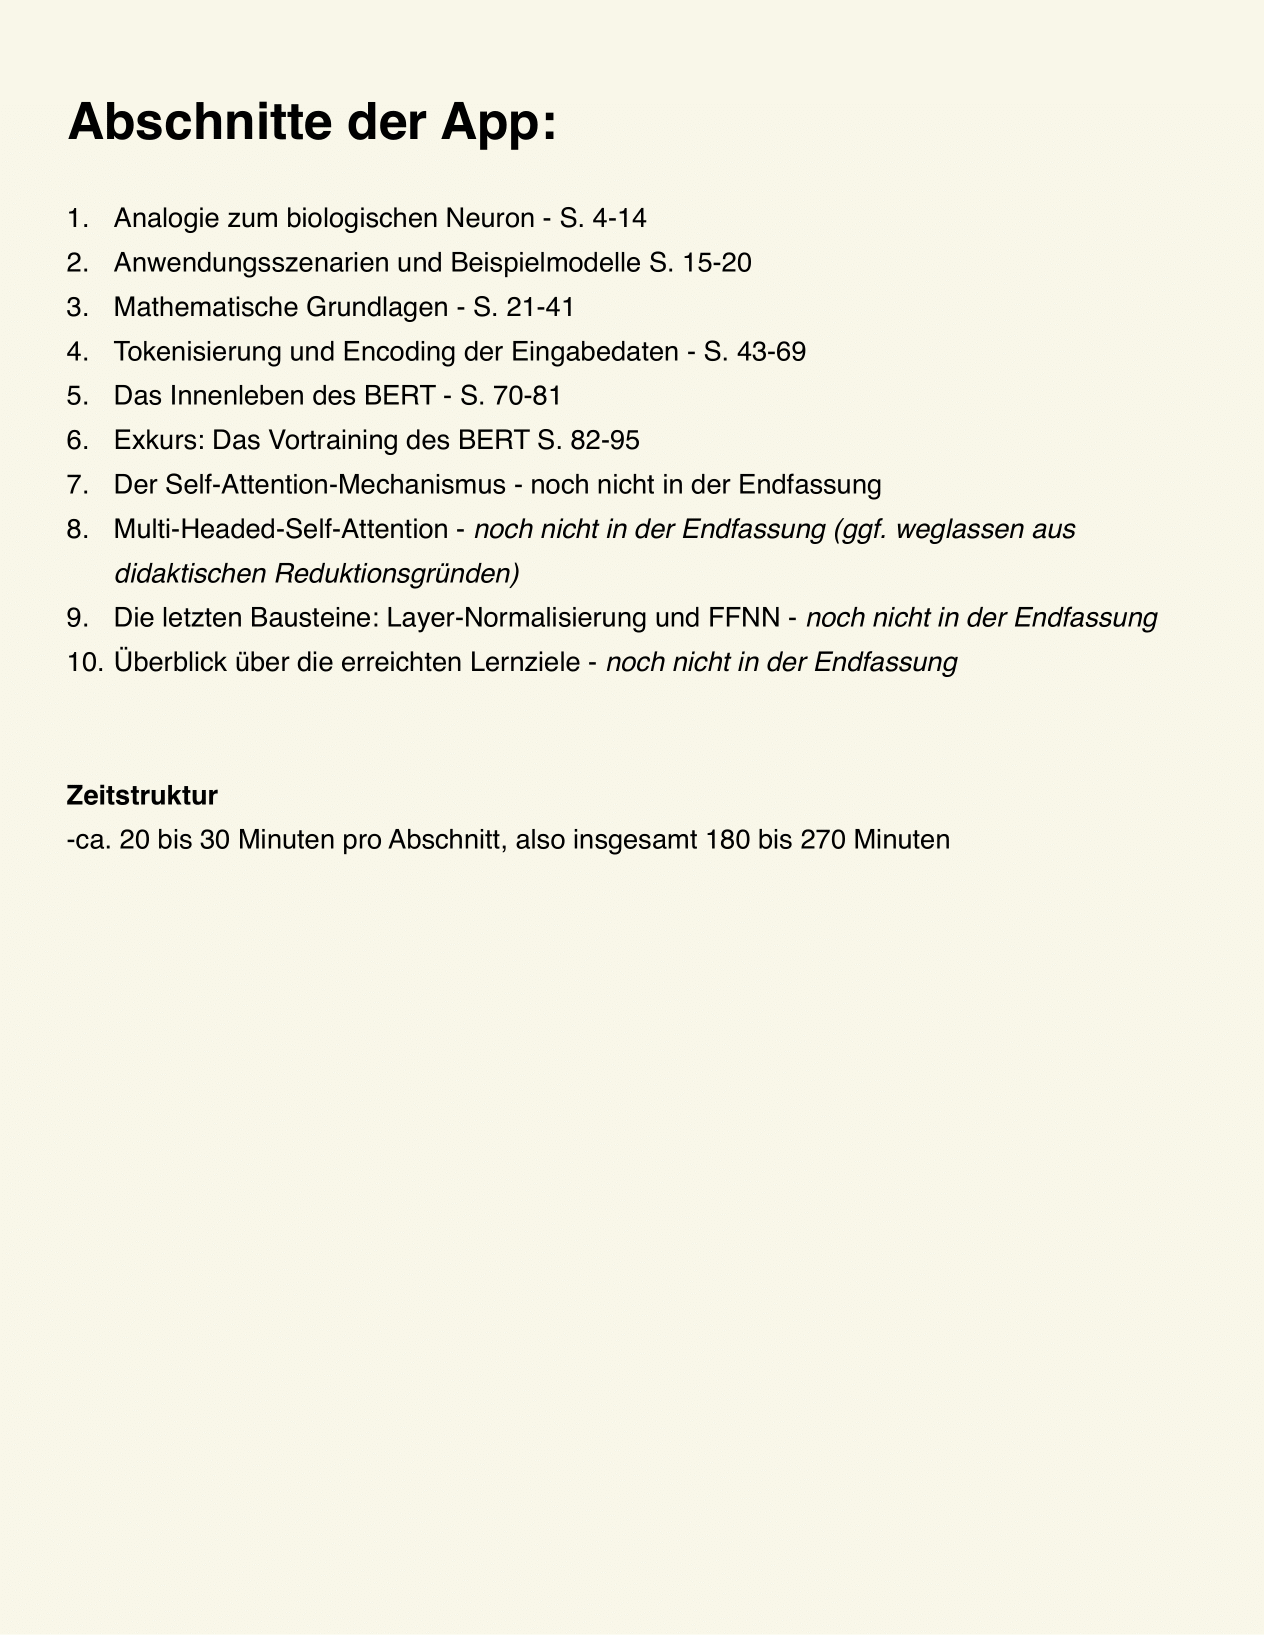 Abschnitte der App:
1. Analogie zum biologischen Neuron - S. 4-14
2. Anwendungsszenarien und Beispielmodelle S. 15-20
3. Mathematische Grundlagen - S. 21-41
4. Tokenisierung und Encoding der Eingabedaten - S. 43-69
5. Das Innenleben des BERT - S. 70-81
6. Exkurs: Das Vortraining des BERT S. 82-95
7. Der Self-Attention-Mechanismus - noch nicht in der Endfassung
8. Multi-Headed-Self-Attention - noch nicht in der Endfassung (ggf. weglassen aus
didaktischen Reduktionsgründen)
9. Die letzten Bausteine: Layer-Normalisierung und FFNN - noch nicht in der Endfassung
10. Überblick über die erreichten Lernziele - noch nicht in der Endfassung
Zeitstruktur
-ca. 20 bis 30 Minuten pro Abschnitt, also insgesamt 180 bis 270 Minuten